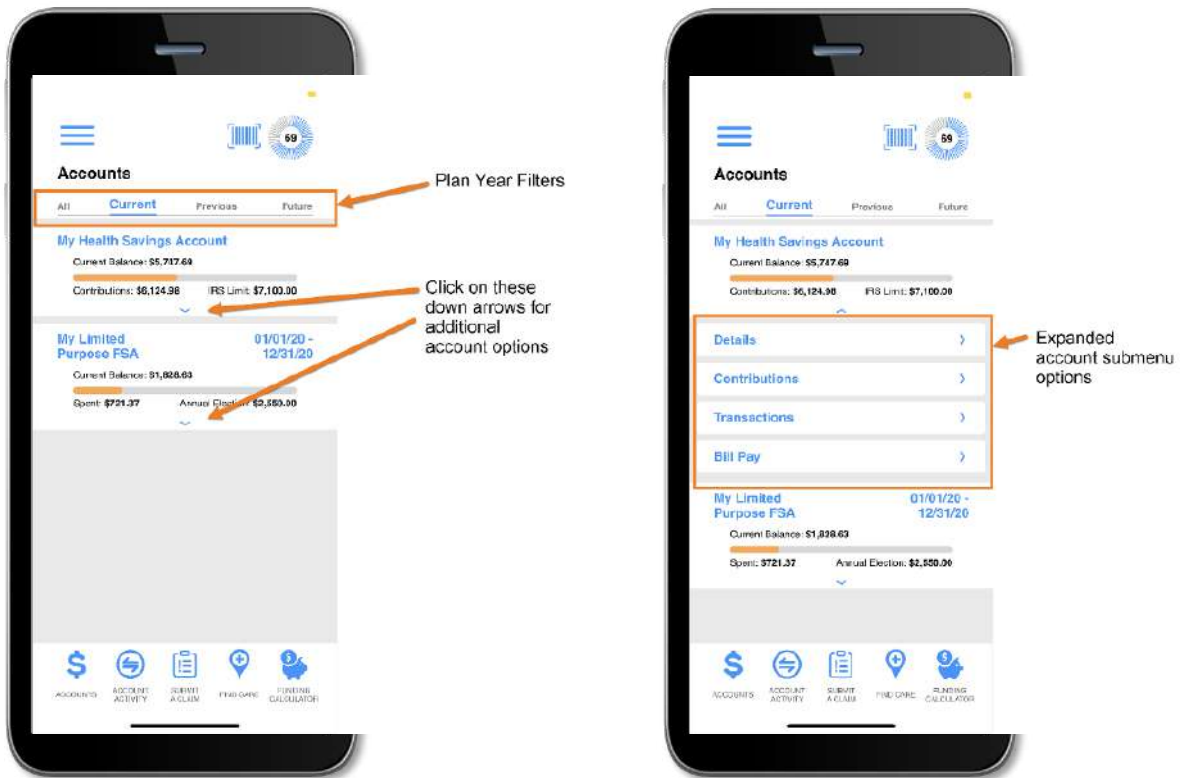 69
Accounts
All Current Previous Future
My Health Savings Account
Current Balance: $5,747.69
Contributions: $6,124.98 IRS Limit: $7,100.00
My Limited 01/01/20 -
Purpose FSA 12/31/20
Current Balance: $1,828.63
Spent: $721.37 Annual Election: $2,550.00
ACCOUNTS ACCOUNT ACTIVITY SUBMIT A CLAIM FIND CARE FUNDING CALCULATOR
Plan Year Filters
Click on these
down arrows for
additional
account options
69
Accounts
All Current Previous Future
My Health Savings Account
Current Balance: $5,747.69
Contributions: $6,124.98 IRS Limit: $7,100.00
Details
Contributions
Transactions
Bill Pay
My Limited 01/01/20 -
Purpose FSA 12/31/20
Current Balance: $1,828.63
Spent: $721.37 Annual Election: $2,550.00
ACCOUNTS ACCOUNT ACTIVITY SUBMIT A CLAIM FIND CARE FUNDING CALCULATOR
Expanded
account submenu
options